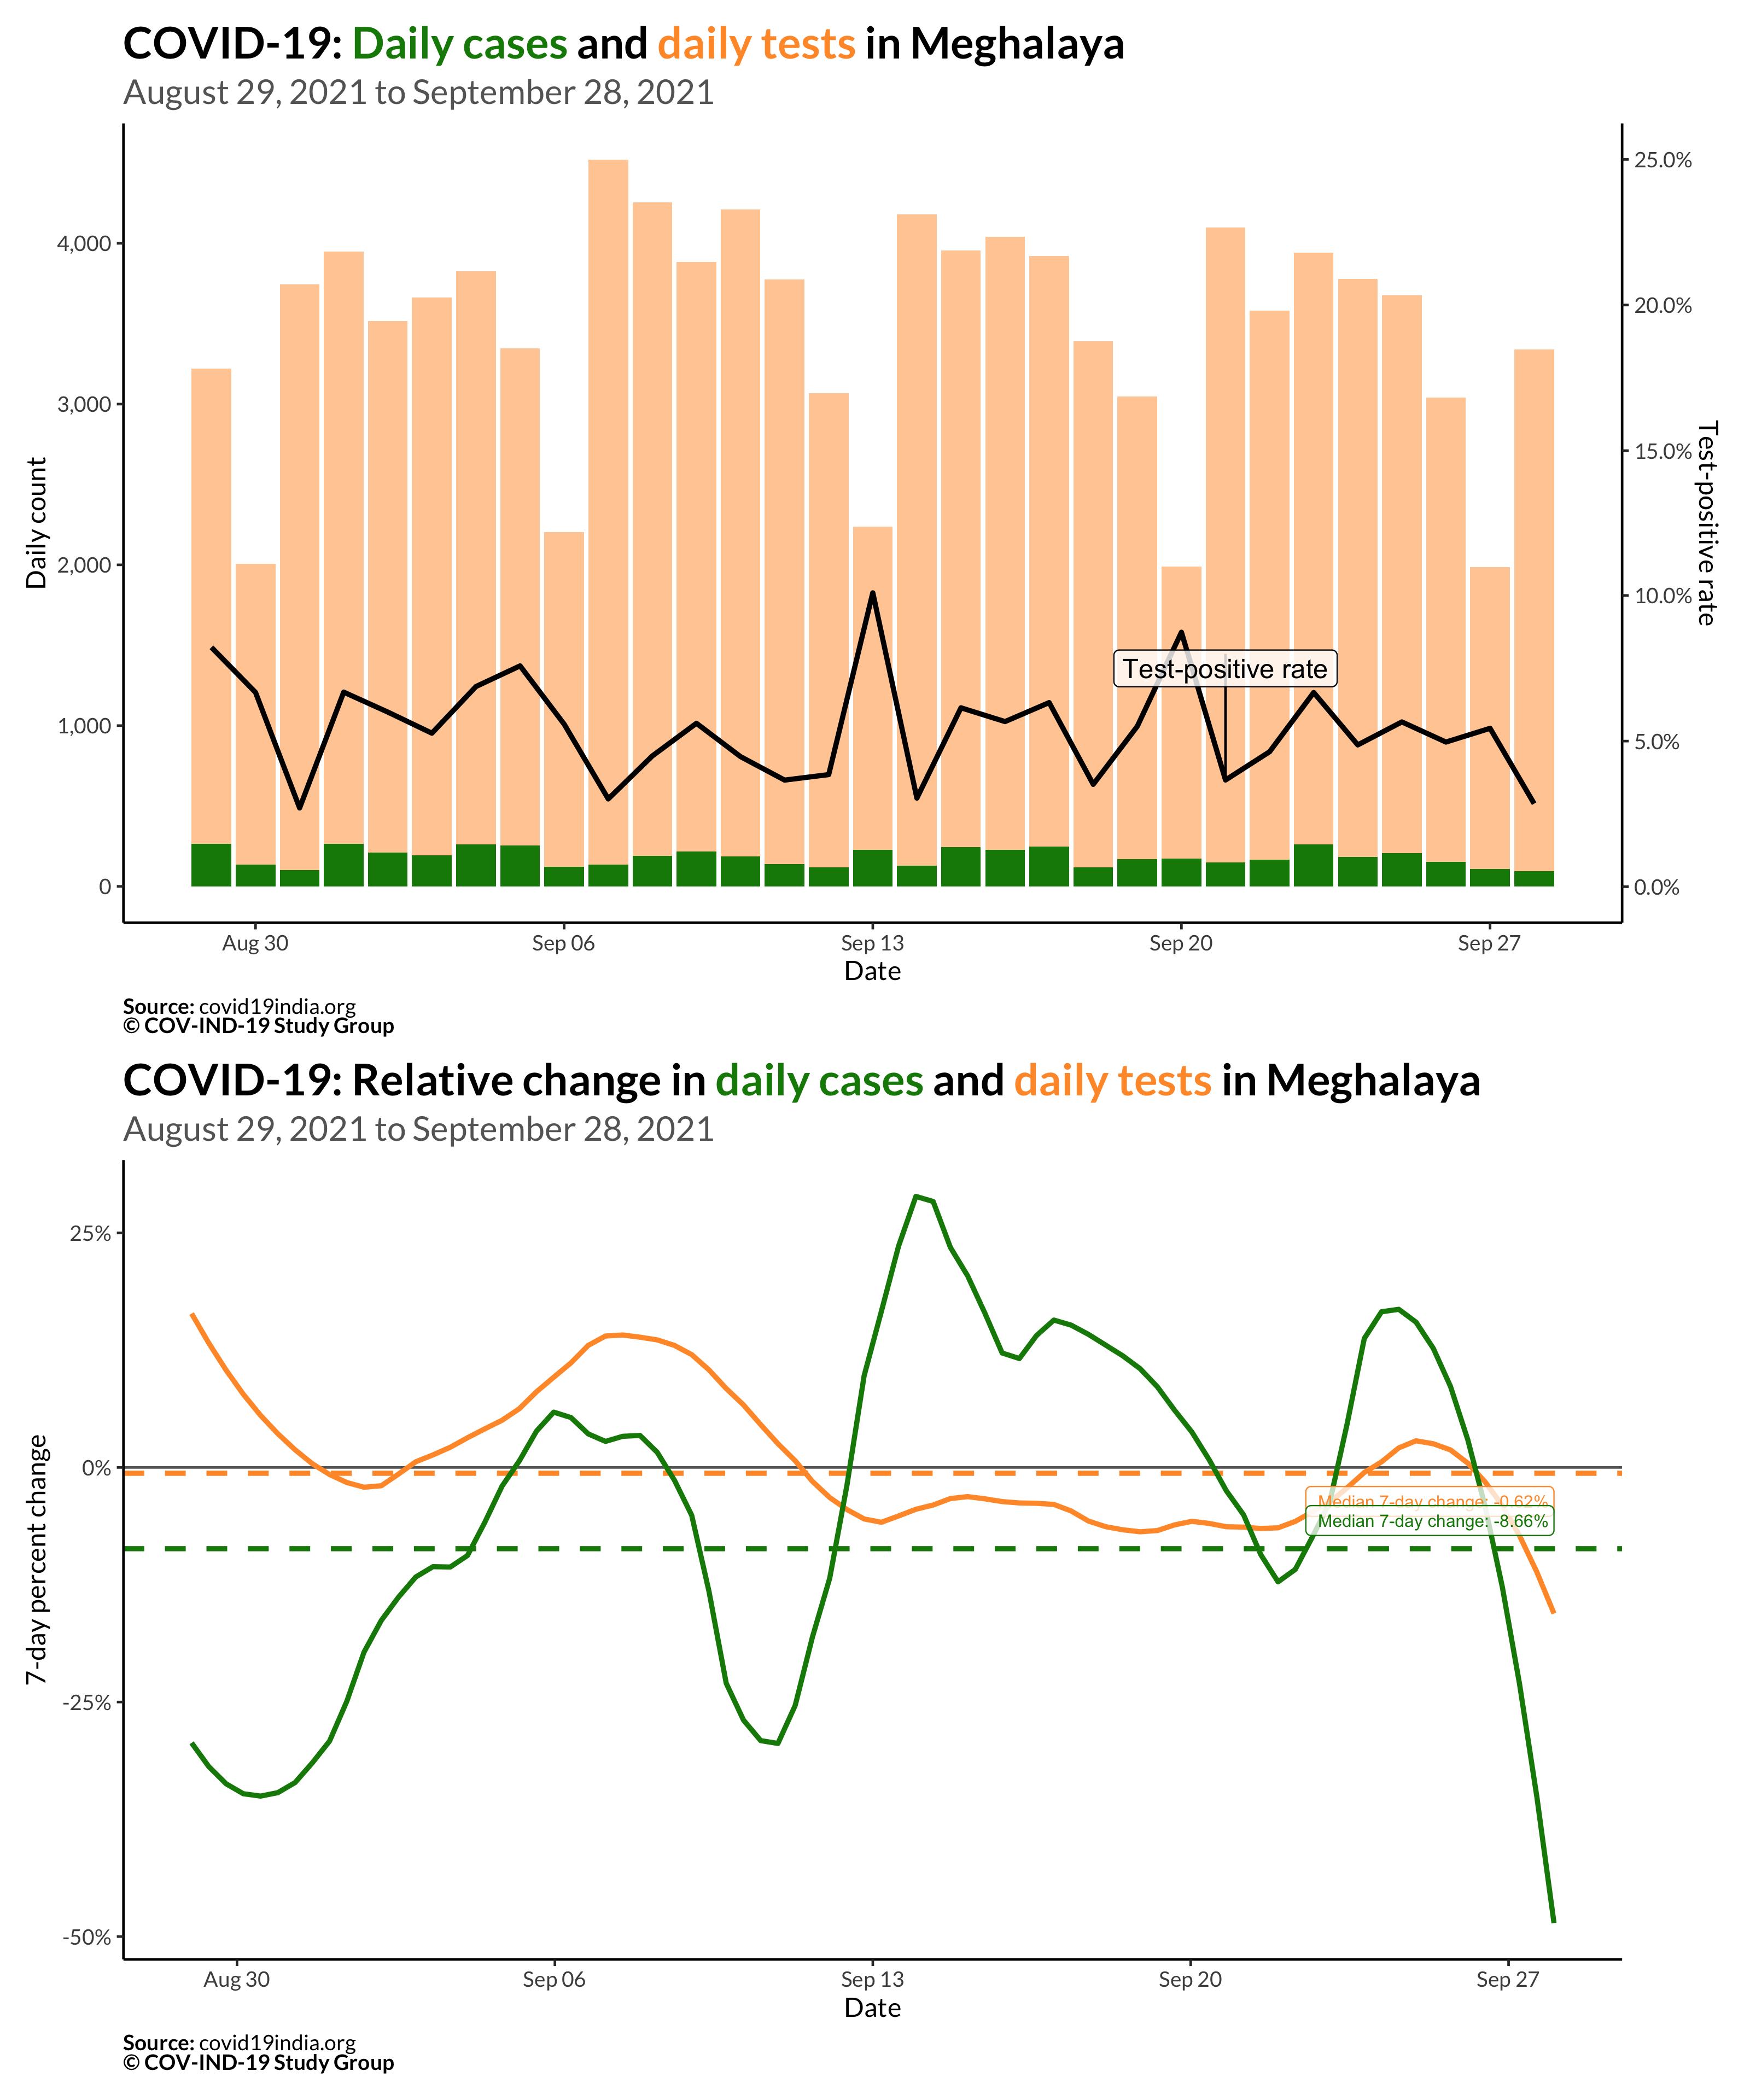 COVID-19: Daily cases and daily tests in Meghalaya
August 29, 2021 to September 28, 2021
25.0%
4,000
20.0%
3,000
15.0%
Daily count
Test-positive rate
2,000
10.0%
Test-positive rate
1,000
5.0%
0
0.0%
Aug 30
Sep 06
Sep 13
Sep 20
Sep 27
Date
Source: covid19india.org
© COV-IND-19 Study Group
COVID-19: Relative change in daily cases and daily tests in Meghalaya
August 29, 2021 to September 28, 2021
25%
0%
Median 7-day change: -0.62%
Median 7-day change: -8.66%
7-day percent change
-25%
-50%
Aug 30
Sep 06
Sep 13
Sep 20
Sep 27
Date
Source: covid19india.org
© COV-IND-19 Study Group